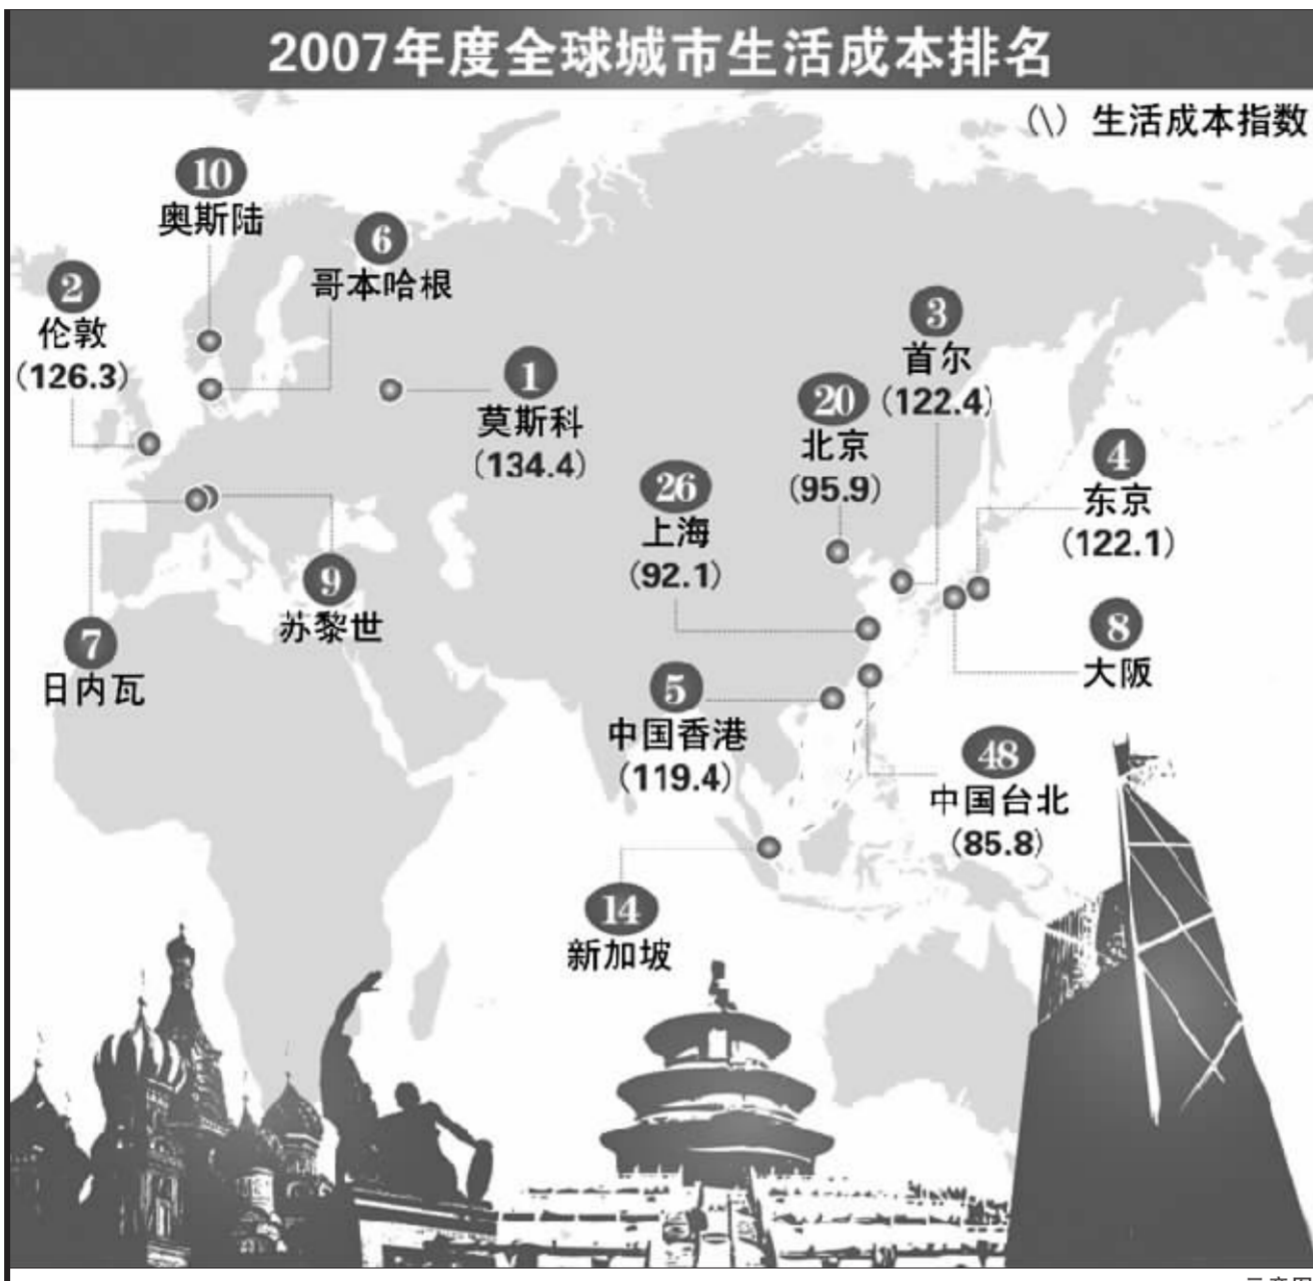 2007年度全球城市生活成本排名
(\) 生活成本指数
10
奥斯陆
6
哥本哈根
2
伦敦
(126.3)
1
莫斯科
(134.4)
3
首尔
(122.4)
20
北京
(95.9)
4
东京
(122.1)
26
上海
(92.1)
9
苏黎世
7
日内瓦
8
大阪
5
中国香港
(119.4)
48
中国台北
(85.8)
14
新加坡